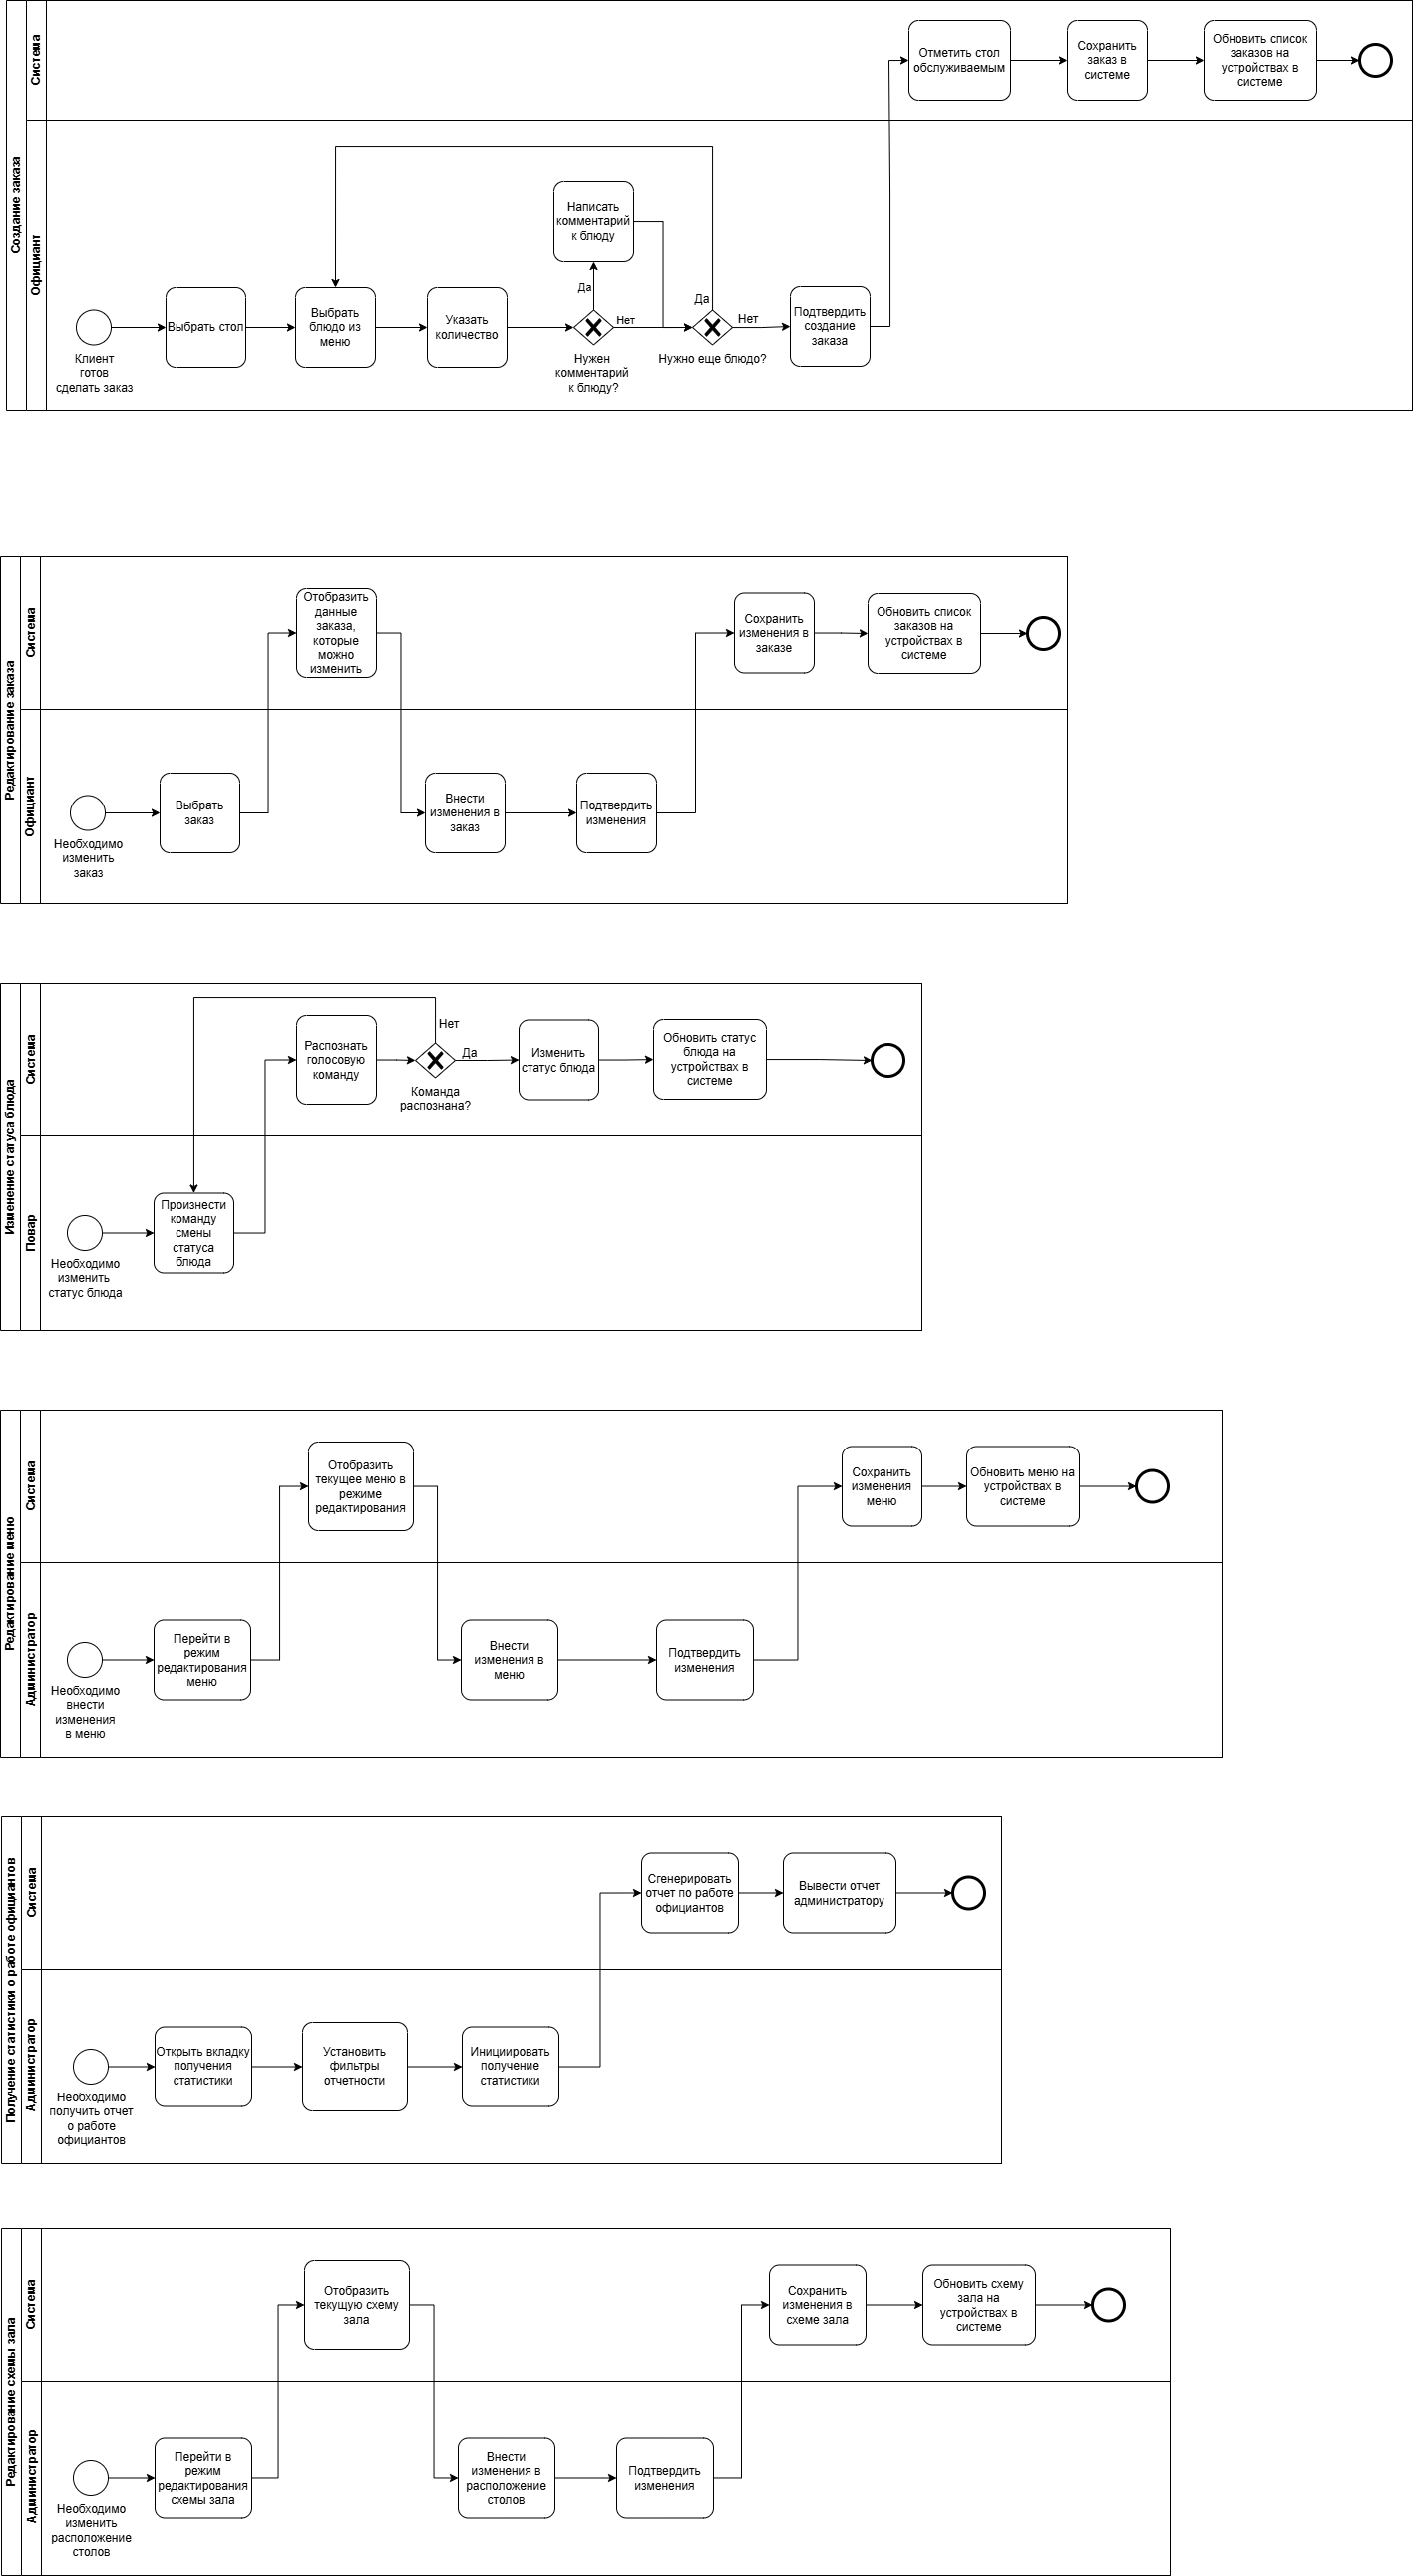 Создание заказа
Система
Отметить стол
обслуживаемым
Сохранить
заказ в
системе
Обновить список
заказов на
устройствах в
системе
Официант
Клиент
готов
сделать заказ
Выбрать стол
Выбрать
блюдо из
меню
Указать
количество
Написать
комментарий
к блюду
Да
Нет
Нужен
комментарий
к блюду?
Да
Нет
Нужно еще блюдо?
Подтвердить
создание
заказа
Редактирование заказа
Система
Отобразить
данные
заказа,
которые
можно
изменить
Сохранить
изменения в
заказе
Обновить список
заказов на
устройствах в
системе
Официант
Необходимо
изменить
заказ
Выбрать
заказ
Внести
изменения в
заказ
Подтвердить
изменения
Изменение статуса блюда
Система
Распознать
голосовую
команду
Нет
Да
Команда
распознана?
Изменить
статус блюда
Обновить статус
блюда на
устройствах в
системе
Повар
Необходимо
изменить
статус блюда
Произнести
команду
смены
статуса
блюда
Редактирование меню
Система
Отобразить
текущее меню в
режиме
редактирования
Сохранить
изменения
меню
Обновить меню на
устройствах в
системе
Администратор
Необходимо
внести
изменения
в меню
Перейти в
режим
редактирования
меню
Внести
изменения в
меню
Подтвердить
изменения
Получение статистики о работе официантов
Система
Сгенерировать
отчет по работе
официантов
Вывести отчет
администратору
Администратор
Необходимо
получить отчет
о работе
официантов
Открыть вкладку
получения
статистики
Установить
фильтры
отчетности
Инициировать
получение
статистики
Редактирование схемы зала
Система
Отобразить
текущую схему
зала
Сохранить
изменения в
схеме зала
Обновить схему
зала на
устройствах в
системе
Администратор
Необходимо
изменить
расположение
столов
Перейти в
режим
редактирования
схемы зала
Внести
изменения в
расположение
столов
Подтвердить
изменения